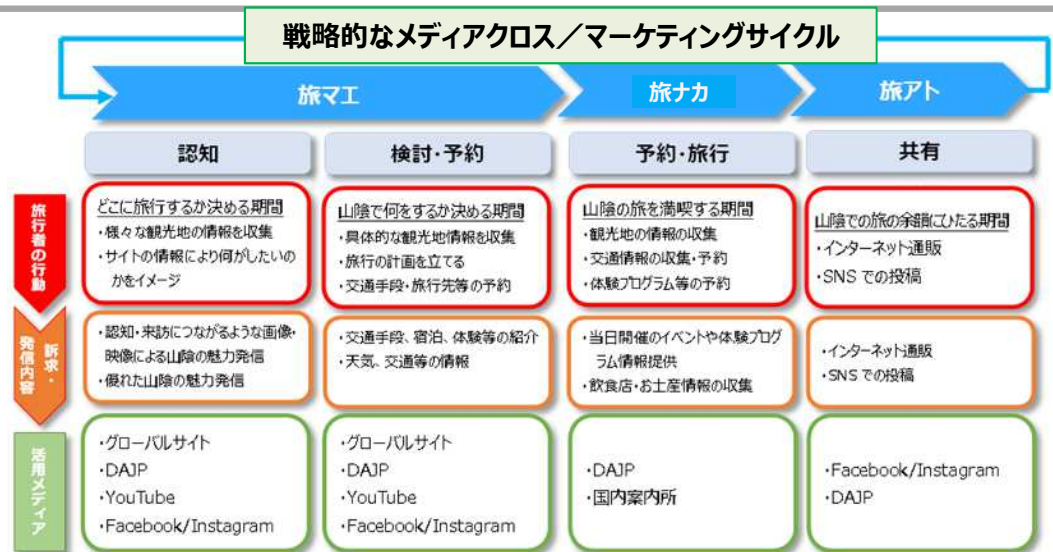 戦略的なメディアクロス／マーケティングサイクル
旅マエ
旅ナカ
旅アト
認知
検討・予約
予約・旅行
共有
旅行者の行動
どこに旅行するか決める期間
・様々な観光地の情報を収集
・サイトの情報により何がしたいの
かをイメージ
山陰で何をするか決める期間
・具体的な観光地情報を収集
・旅行の計画を立てる
・交通手段・旅行先等の予約
山陰の旅を満喫する期間
・観光地の情報の収集
・交通情報の収集・予約
・体験プログラム等の予約
山陰での旅の余韻にひたる期間
・インターネット通販
・SNS での投稿
訴求・
発信内容
・認知・来訪につながるような画像・
映像による山陰の魅力発信
・優れた山陰の魅力発信
・交通手段、宿泊、体験等の紹介
・天気、交通等の情報
・当日開催のイベントや体験プログ
ラム情報提供
・飲食店・お土産情報の収集
・インターネット通販
・SNS での投稿
活用メディア
・グローバルサイト
・DAJP
・YouTube
・Facebook/Instagram
・グローバルサイト
・DAJP
・YouTube
・Facebook/Instagram
・DAJP
・国内案内所
・Facebook/Instagram
・DAJP